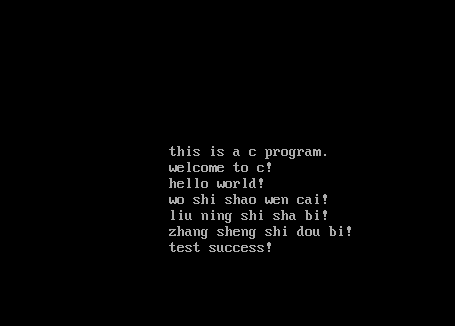 this is a c program.
welcome to c!
hello world!
wo shi shao wen cai!
liu ning shi sha bi!
zhang sheng shi dou bi!
test success!